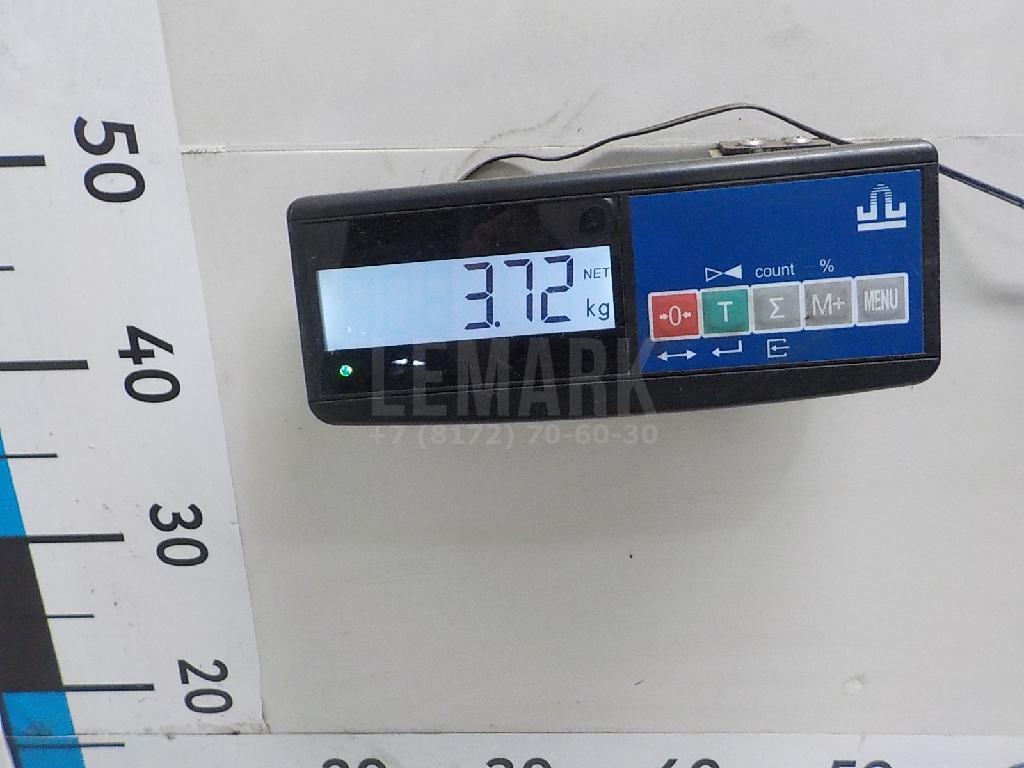 50
40
30
20
3.72 NET
kg
count %
→0← T Σ M+ MENU
LEMARK
+7 (8172) 70-60-30